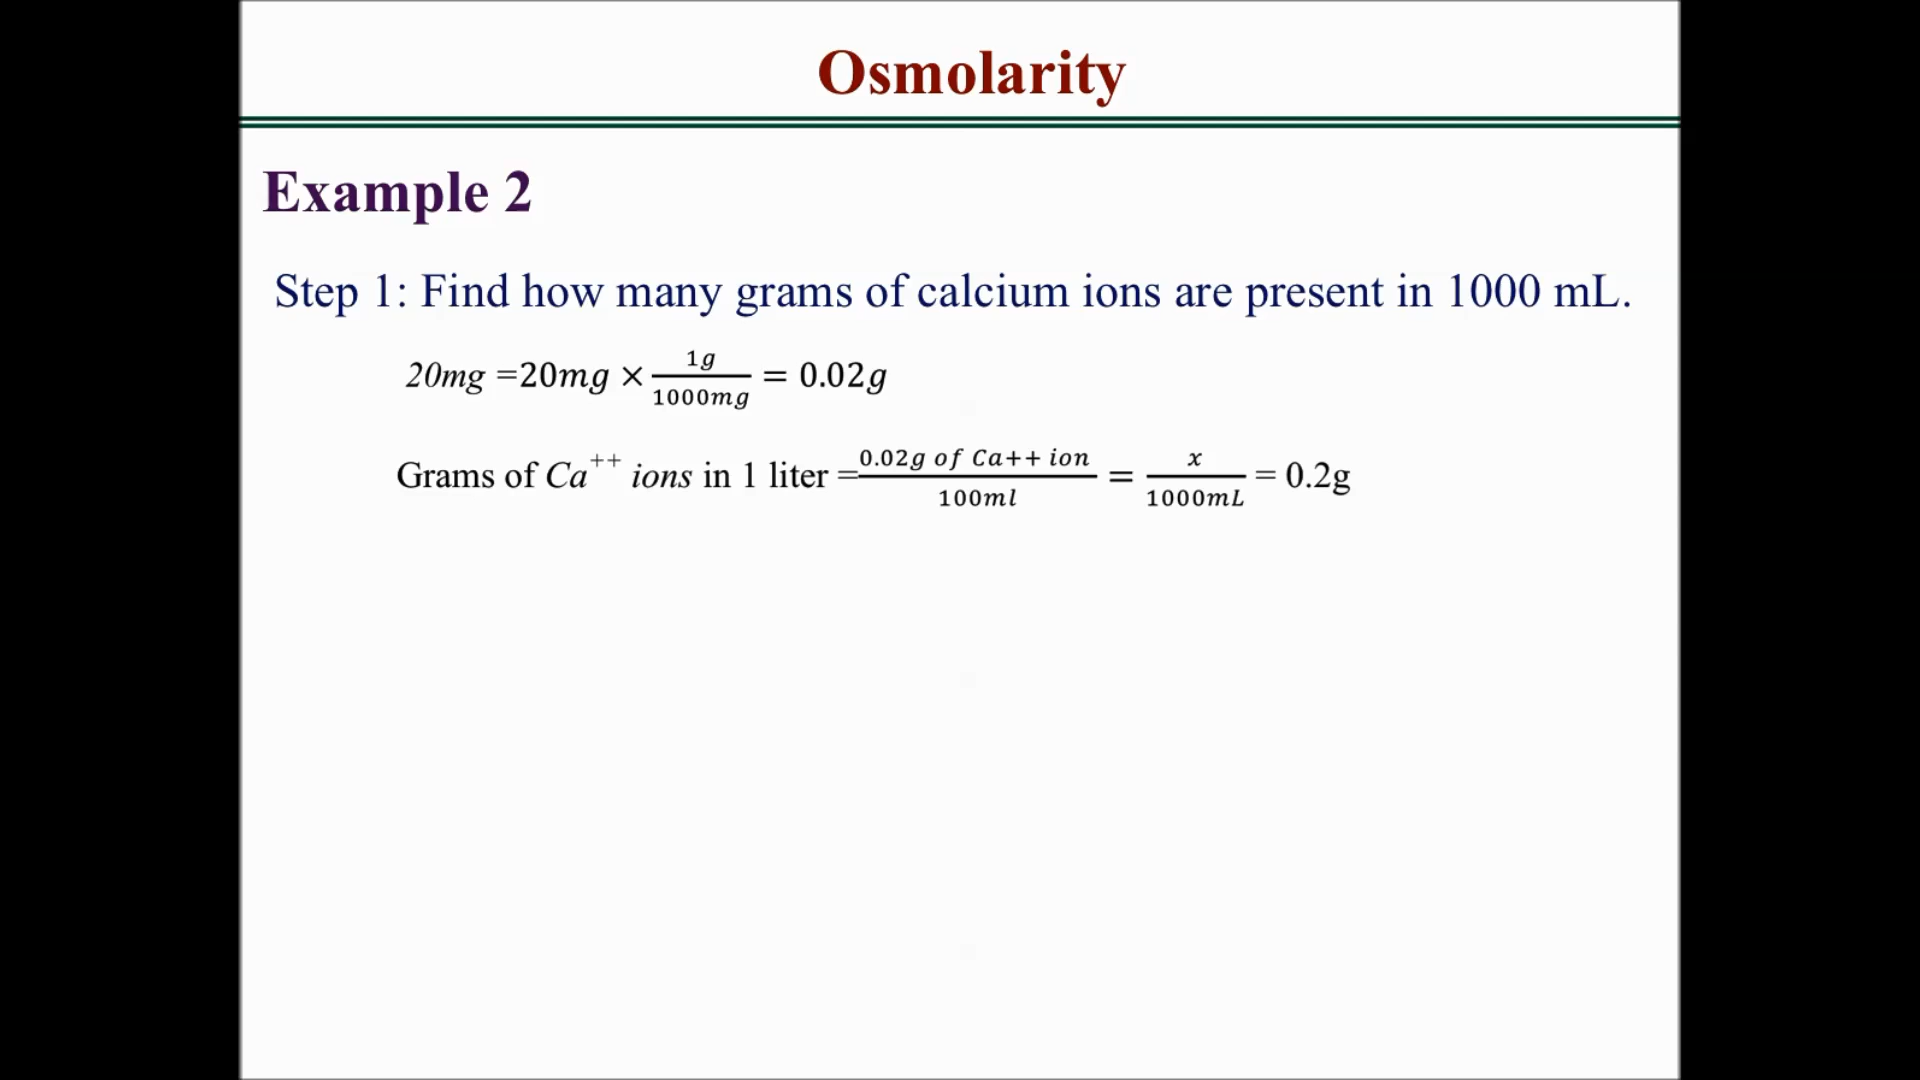 Osmolarity
Example 2
Step 1: Find how many grams of calcium ions are present in 1000 mL.
20mg =20mg × 1g/1000mg = 0.02g
Grams of Ca++ ions in 1 liter = 0.02g of Ca++ ion/100ml = x/1000mL = 0.2g